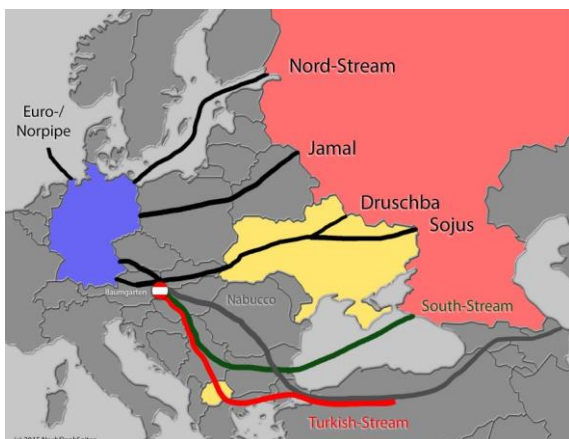 Nord-Stream
Euro-/
Norpipe
Jamal
Druschba
Sojus
Baumgarten
Nabucco
South-Stream
Turkish-Stream